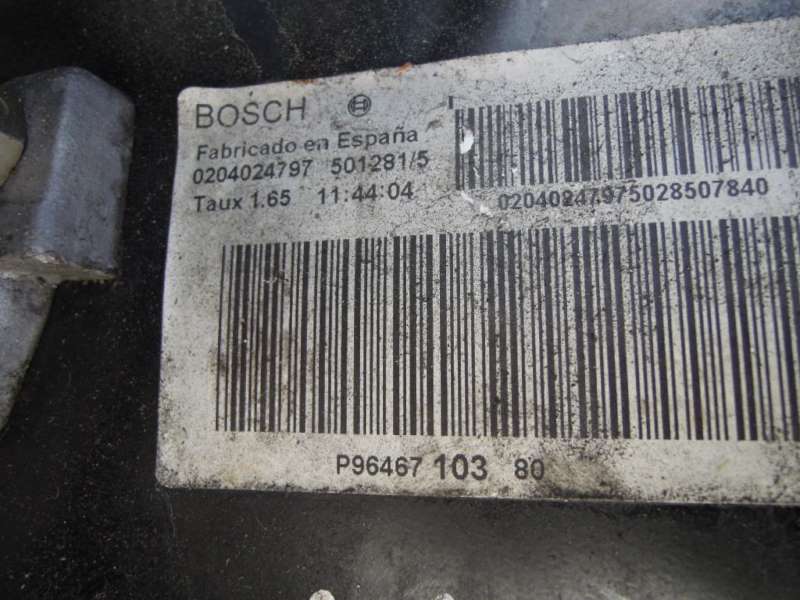 BOSCH
Fabricado en España
0204024797 501281/5
Taux 1.65 11:44:04
02040247975028507840
P96467 103 80